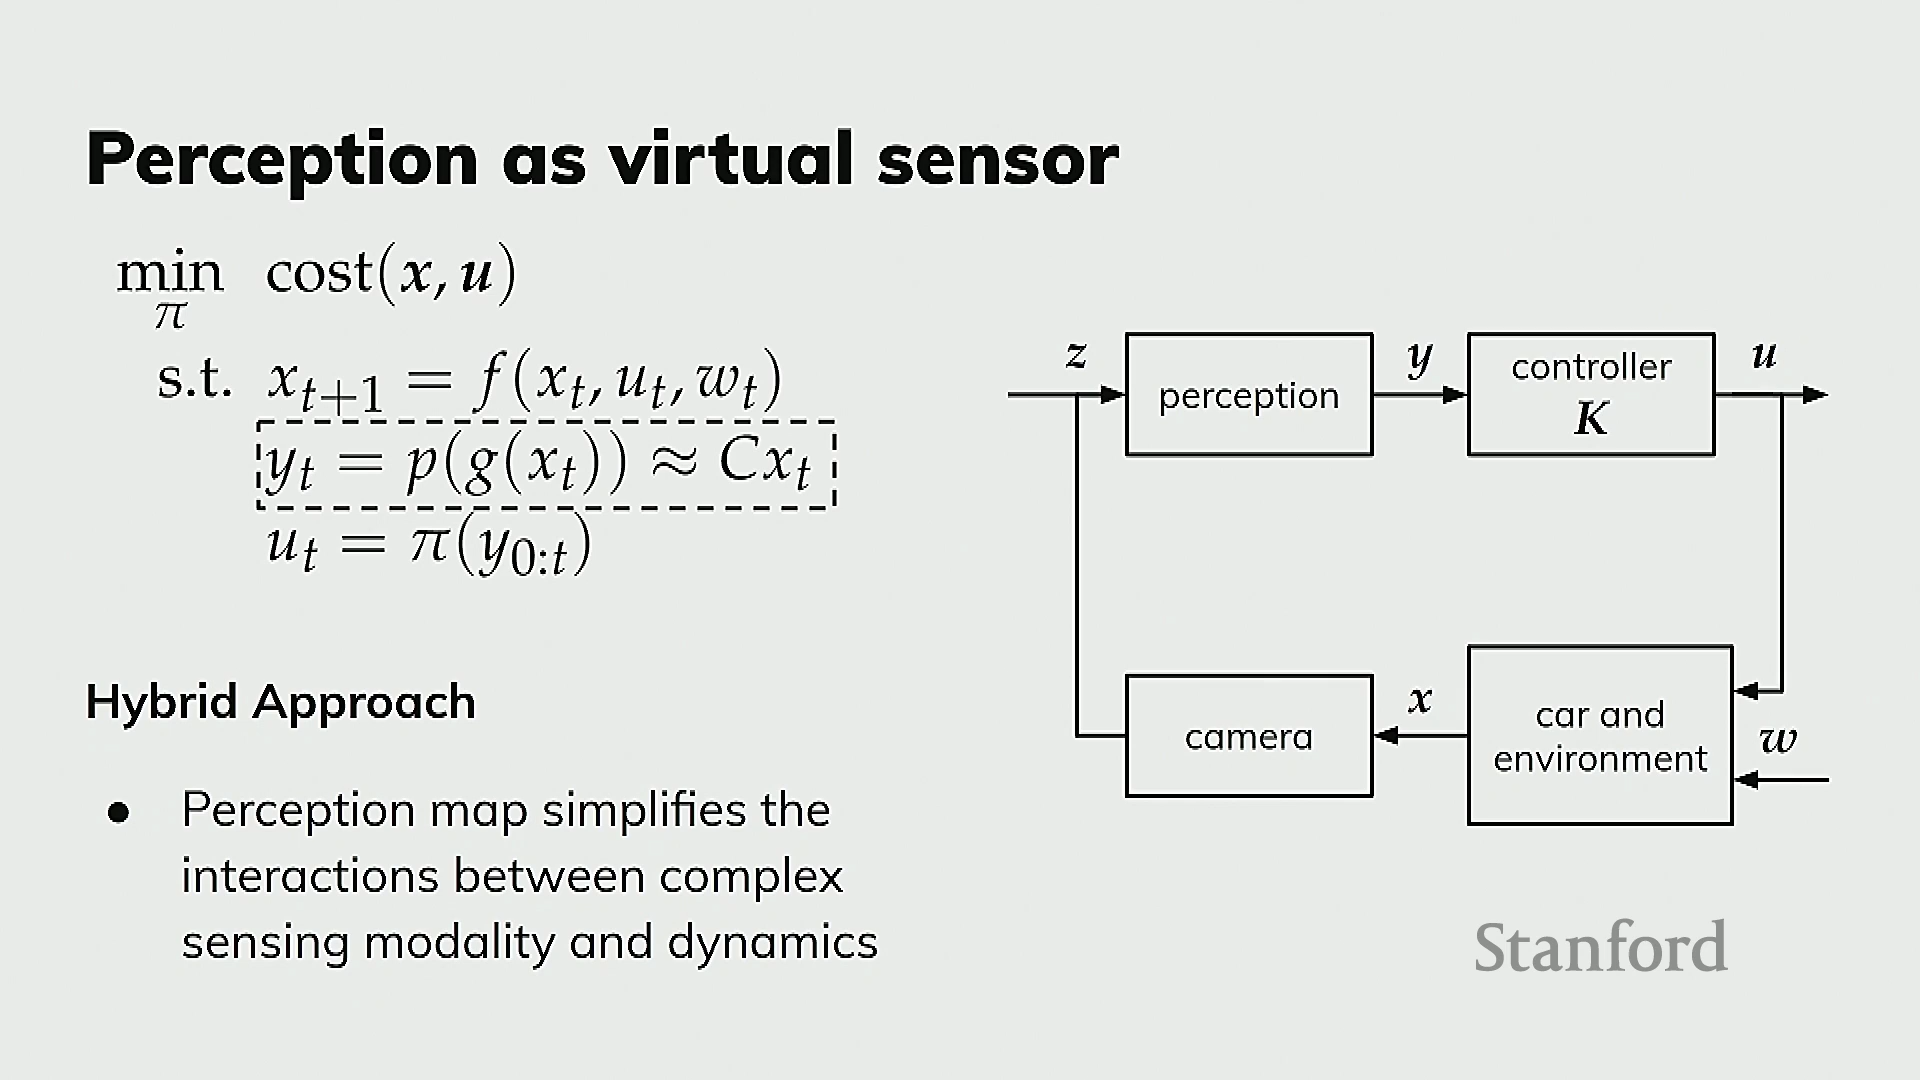 Perception as virtual sensor
min cost(x, u)
π
s.t. x_{t+1} = f(x_t, u_t, w_t)
y_t = p(g(x_t)) ≈ Cx_t
u_t = π(y_{0:t})
Hybrid Approach
● Perception map simplifies the
interactions between complex
sensing modality and dynamics
z
perception
y
controller
K
u
camera
x
car and
environment
w
Stanford